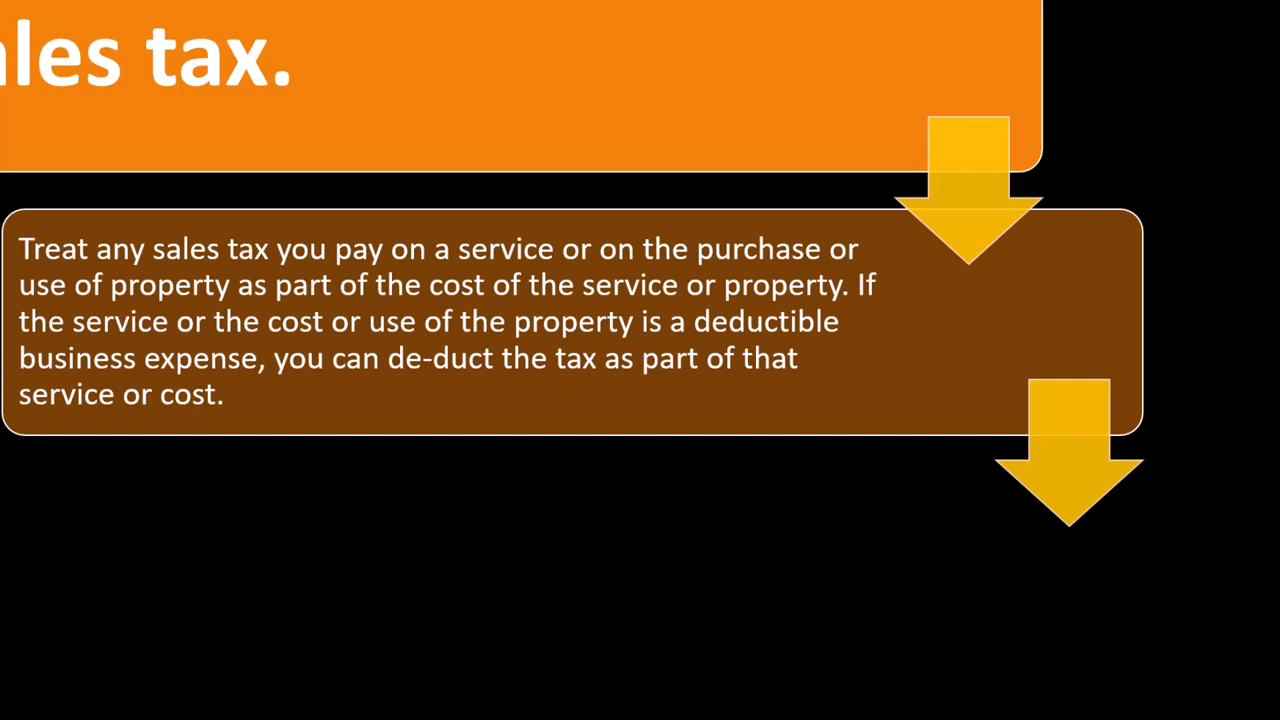 ales tax.
Treat any sales tax you pay on a service or on the purchase or
use of property as part of the cost of the service or property. If
the service or the cost or use of the property is a deductible
business expense, you can de-duct the tax as part of that
service or cost.